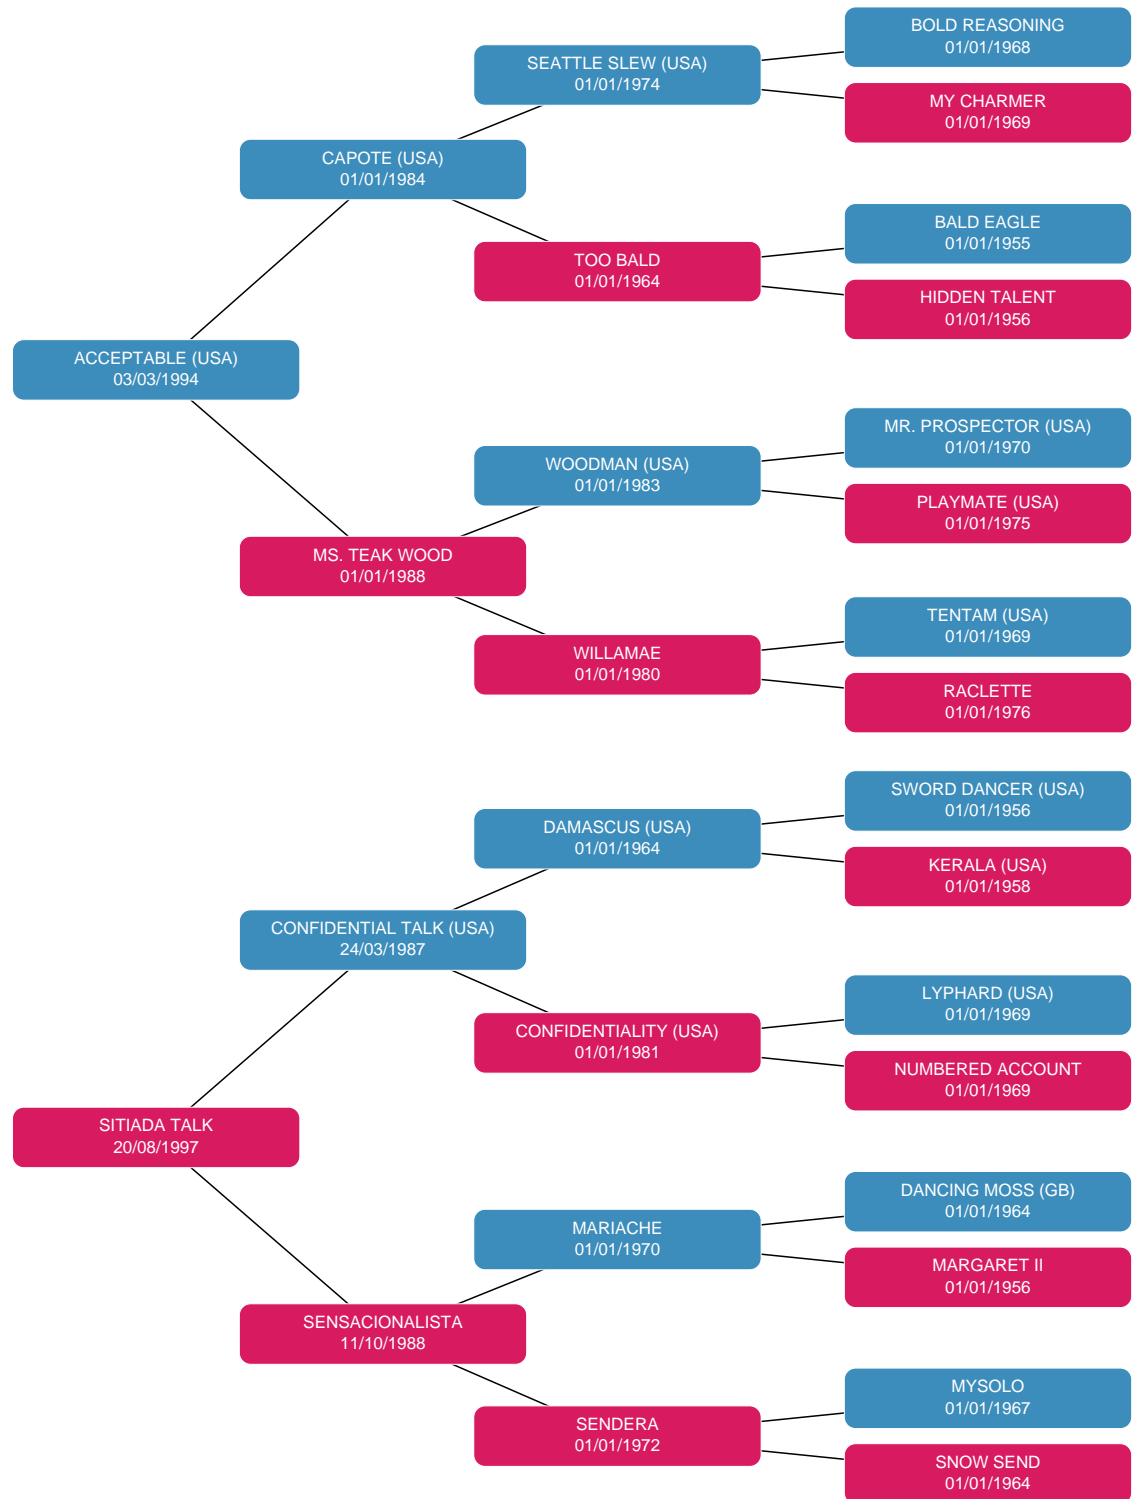 BOLD REASONING
01/01/1968
SEATTLE SLEW (USA)
01/01/1974
MY CHARMER
01/01/1969
CAPOTE (USA)
01/01/1984
BALD EAGLE
01/01/1955
TOO BALD
01/01/1964
HIDDEN TALENT
01/01/1956
ACCEPTABLE (USA)
03/03/1994
MR. PROSPECTOR (USA)
01/01/1970
WOODMAN (USA)
01/01/1983
PLAYMATE (USA)
01/01/1975
MS. TEAK WOOD
01/01/1988
TENTAM (USA)
01/01/1969
WILLAMAE
01/01/1980
RACLETTE
01/01/1976
SWORD DANCER (USA)
01/01/1956
DAMASCUS (USA)
01/01/1964
KERALA (USA)
01/01/1958
CONFIDENTIAL TALK (USA)
24/03/1987
LYPHARD (USA)
01/01/1969
CONFIDENTIALITY (USA)
01/01/1981
NUMBERED ACCOUNT
01/01/1969
SITIADA TALK
20/08/1997
DANCING MOSS (GB)
01/01/1964
MARIACHE
01/01/1970
MARGARET II
01/01/1956
SENSACIONALISTA
11/10/1988
MYSOLO
01/01/1967
SENDERA
01/01/1972
SNOW SEND
01/01/1964